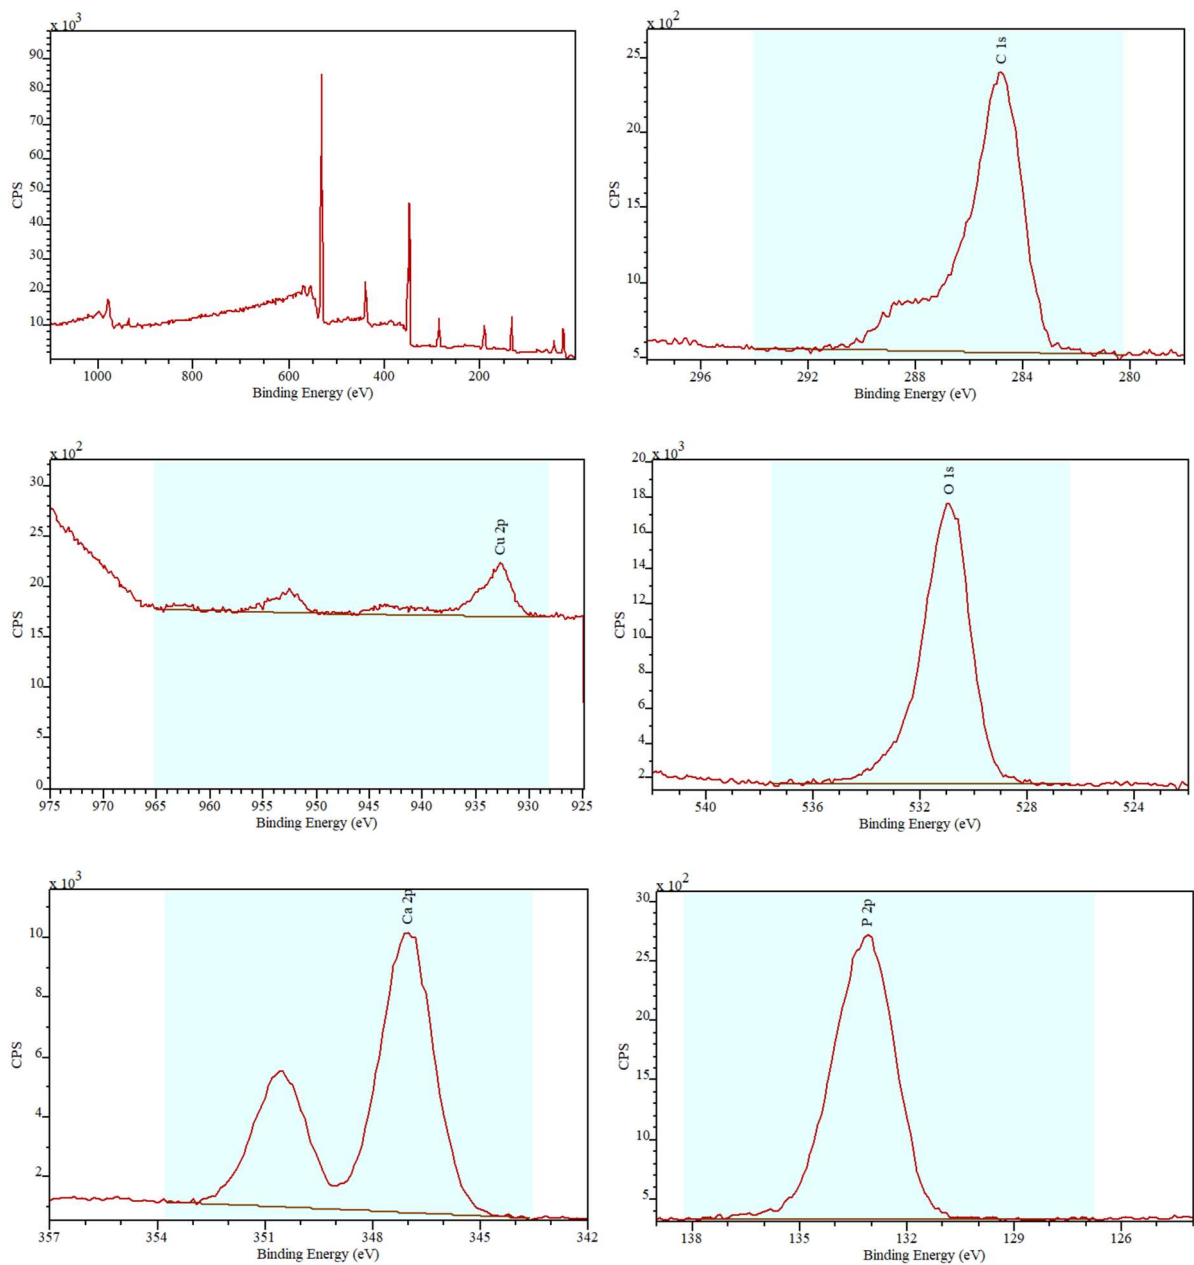 x 10³
90
80
70
60
50
40
30
20
10
CPS
1000 800 600 400 200
Binding Energy (eV)
x 10²
C 1s
25
20
15
10
5
CPS
296 292 288 284 280
Binding Energy (eV)
x 10²
30
25
20
15
10
5
0
CPS
Cu 2p
975 970 965 960 955 950 945 940 935 930 925
Binding Energy (eV)
x 10³
20
18
16
14
12
10
8
6
4
2
CPS
O 1s
540 536 532 528 524
Binding Energy (eV)
x 10³
10
8
6
4
2
CPS
Ca 2p
357 354 351 348 345 342
Binding Energy (eV)
x 10²
30
25
20
15
10
5
CPS
P 2p
138 135 132 129 126
Binding Energy (eV)